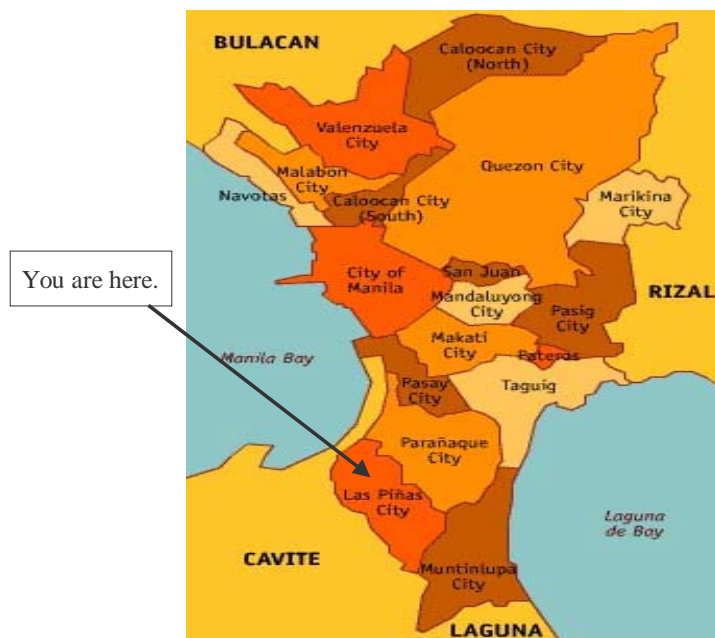 BULACAN
Caloocan City
(North)
Valenzuela
City
Quezon City
Malabon
City
Navotas
Caloocan City
(South)
Marikina
City
You are here.
City of
Manila
San Juan
Mandaluyong
City
Pasig
City
RIZAL
Makati
City
Pateros
Manila Bay
Pasay
City
Taguig
Parañaque
City
Las Piñas
City
Laguna
de Bay
CAVITE
Muntinlupa
City
LAGUNA